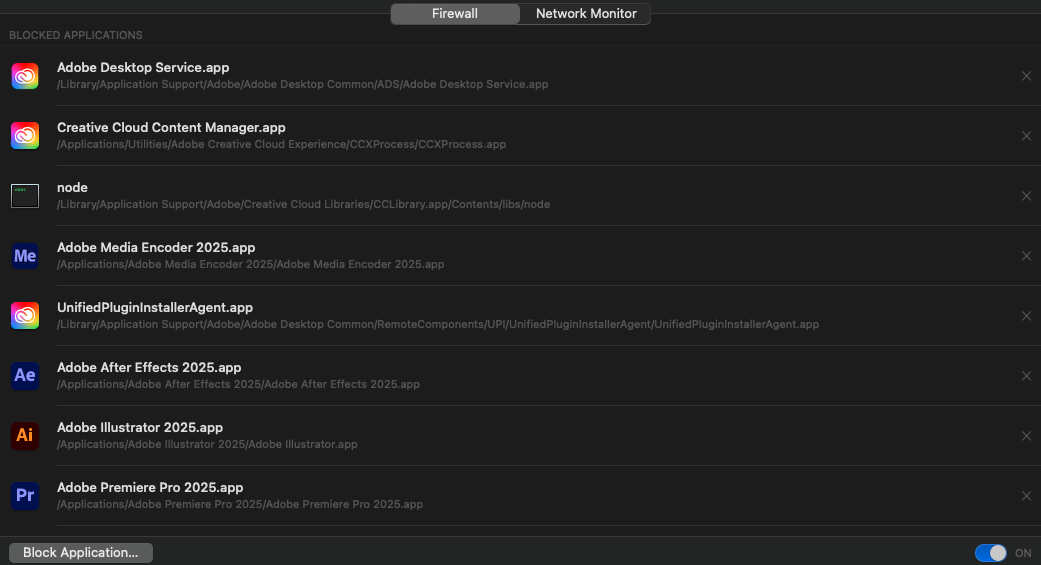 Firewall
Network Monitor
BLOCKED APPLICATIONS
Adobe Desktop Service.app
/Library/Application Support/Adobe/Adobe Desktop Common/ADS/Adobe Desktop Service.app
Creative Cloud Content Manager.app
/Applications/Utilities/Adobe Creative Cloud Experience/CCXProcess/CCXProcess.app
node
/Library/Application Support/Adobe/Creative Cloud Libraries/CCLibrary.app/Contents/libs/node
Me
Adobe Media Encoder 2025.app
/Applications/Adobe Media Encoder 2025/Adobe Media Encoder 2025.app
UnifiedPluginInstallerAgent.app
/Library/Application Support/Adobe/Adobe Desktop Common/RemoteComponents/UPI/UnifiedPluginInstallerAgent/UnifiedPluginInstallerAgent.app
Ae
Adobe After Effects 2025.app
/Applications/Adobe After Effects 2025/Adobe After Effects 2025.app
Ai
Adobe Illustrator 2025.app
/Applications/Adobe Illustrator 2025/Adobe Illustrator.app
Pr
Adobe Premiere Pro 2025.app
/Applications/Adobe Premiere Pro 2025/Adobe Premiere Pro 2025.app
Block Application...
ON